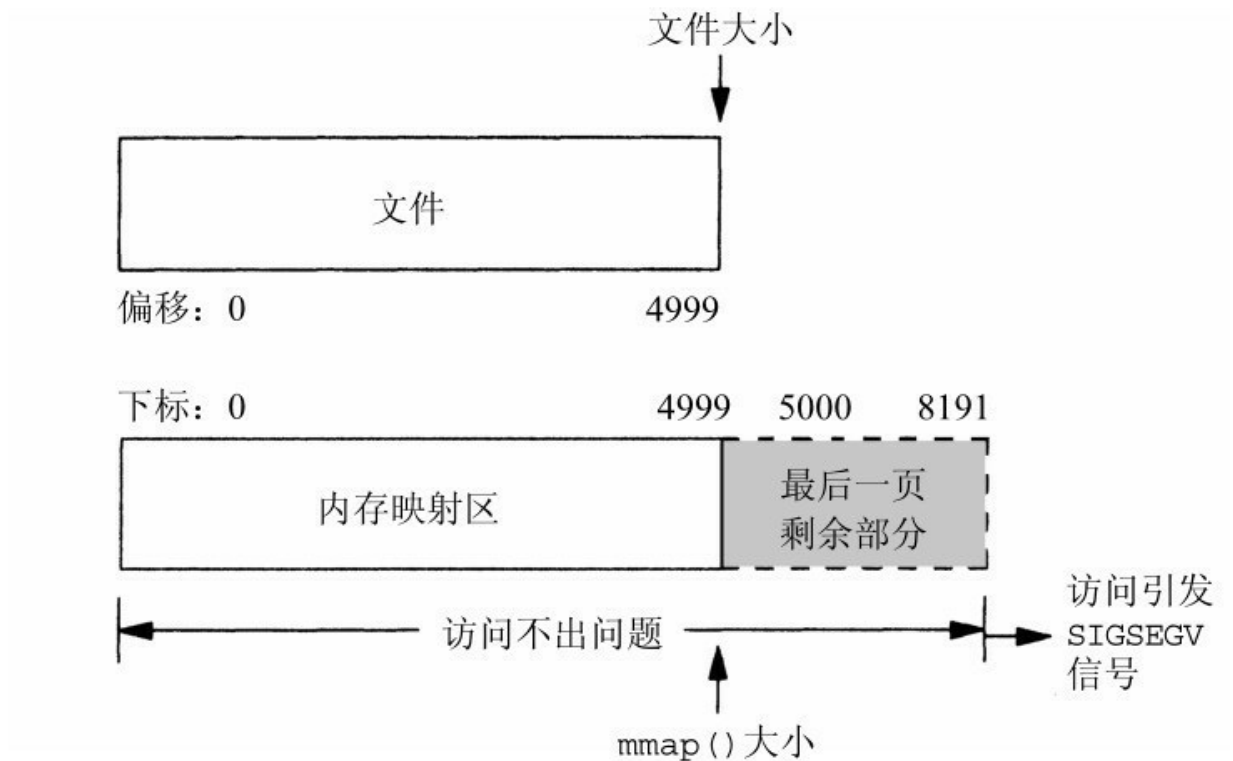 文件大小
文件
偏移：0 4999
下标：0 4999 5000 8191
内存映射区
最后一页
剩余部分
访问不出问题
访问引发
SIGSEGV
信号
mmap()大小